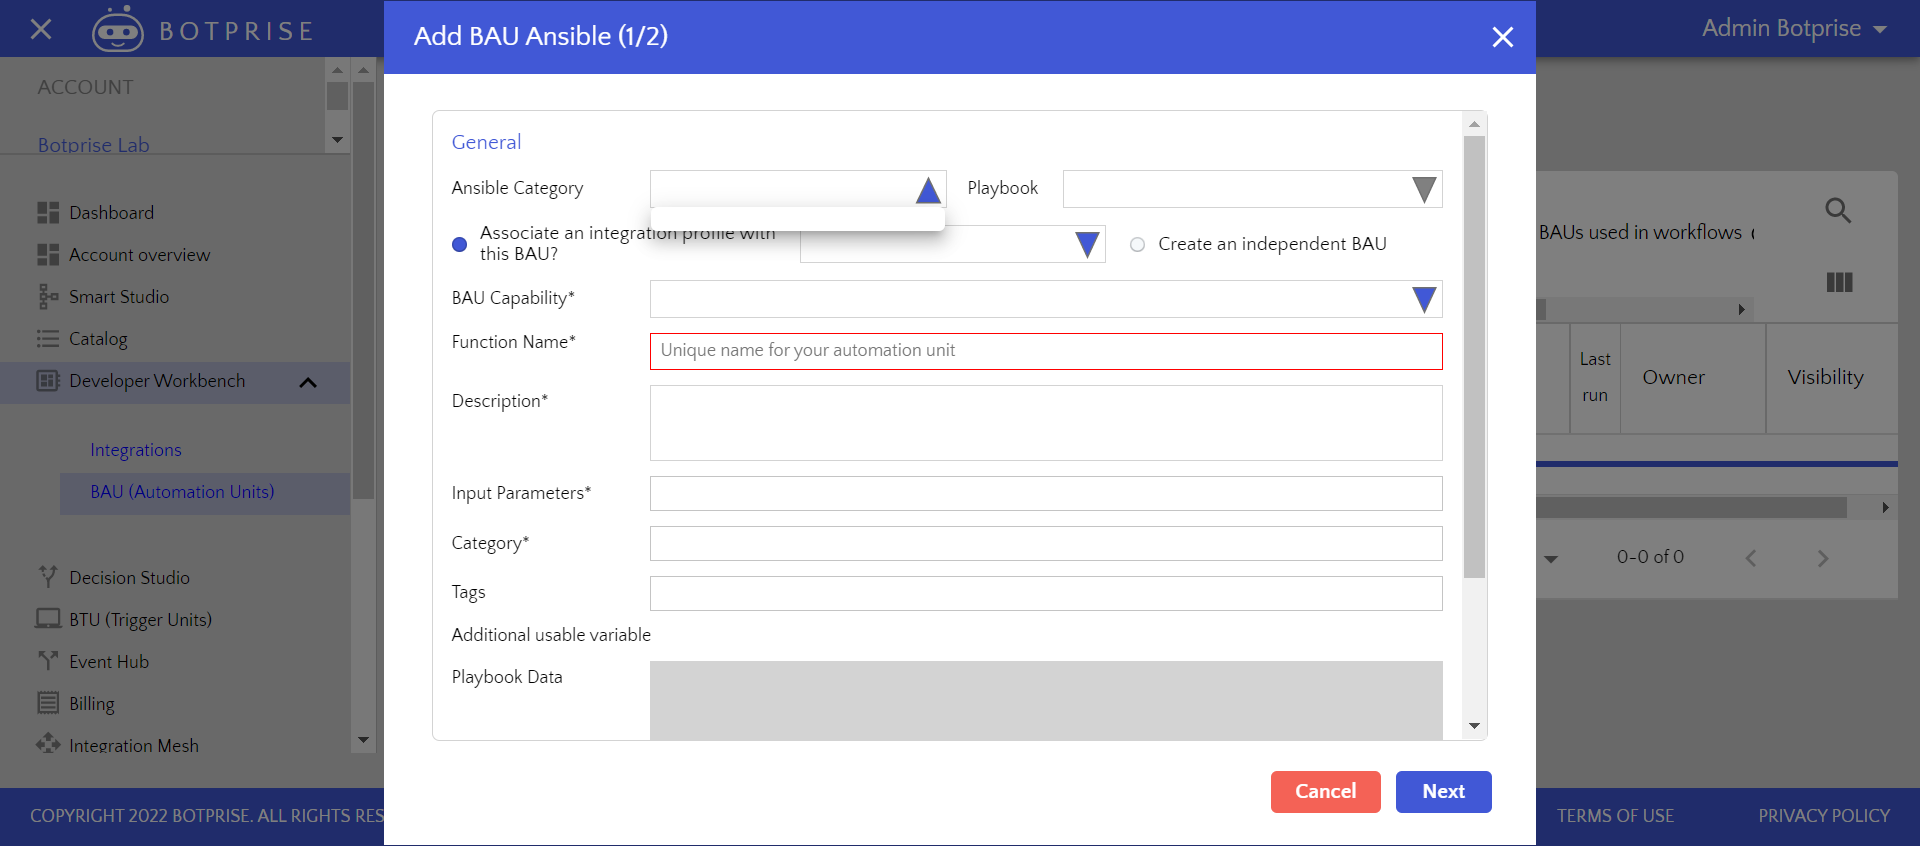 BOTPRISE
Add BAU Ansible (1/2)
Admin Botprise
ACCOUNT
Botprise Lab
Dashboard
Account overview
Smart Studio
Catalog
Developer Workbench
Integrations
BAU (Automation Units)
Decision Studio
BTU (Trigger Units)
Event Hub
Billing
Integration Mesh
General
Ansible Category
Playbook
Associate an integration profile with
this BAU?
Create an independent BAU
BAU Capability*
Function Name*
Unique name for your automation unit
Description*
Input Parameters*
Category*
Tags
Additional usable variable
Playbook Data
Cancel
Next
BAUs used in workflows
Last
run
Owner
Visibility
0-0 of 0
COPYRIGHT 2022 BOTPRISE. ALL RIGHTS RES
TERMS OF USE
PRIVACY POLICY